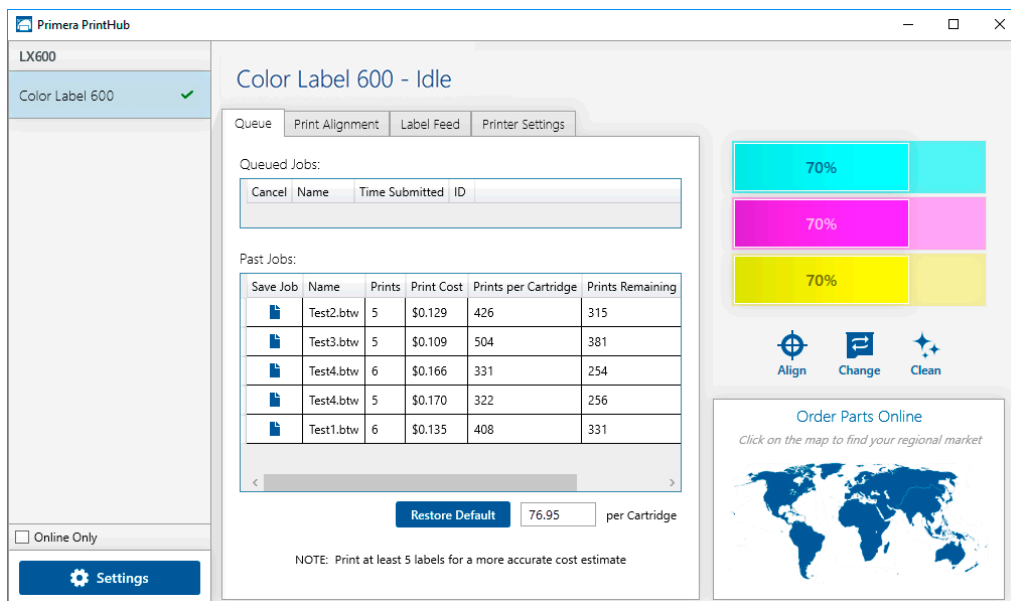 Primera PrintHub
LX600
Color Label 600
Color Label 600 - Idle
Queue Print Alignment Label Feed Printer Settings
Queued Jobs:
Cancel Name Time Submitted ID
Past Jobs:
Save Job Name Prints Print Cost Prints per Cartridge Prints Remaining
Test2.btw 5 $0.129 426 315
Test3.btw 5 $0.109 504 381
Test4.btw 6 $0.166 331 254
Test4.btw 5 $0.170 322 256
Test1.btw 6 $0.135 408 331
Restore Default 76.95 per Cartridge
NOTE: Print at least 5 labels for a more accurate cost estimate
70%
70%
70%
Align Change Clean
Order Parts Online
Click on the map to find your regional market
Online Only
Settings